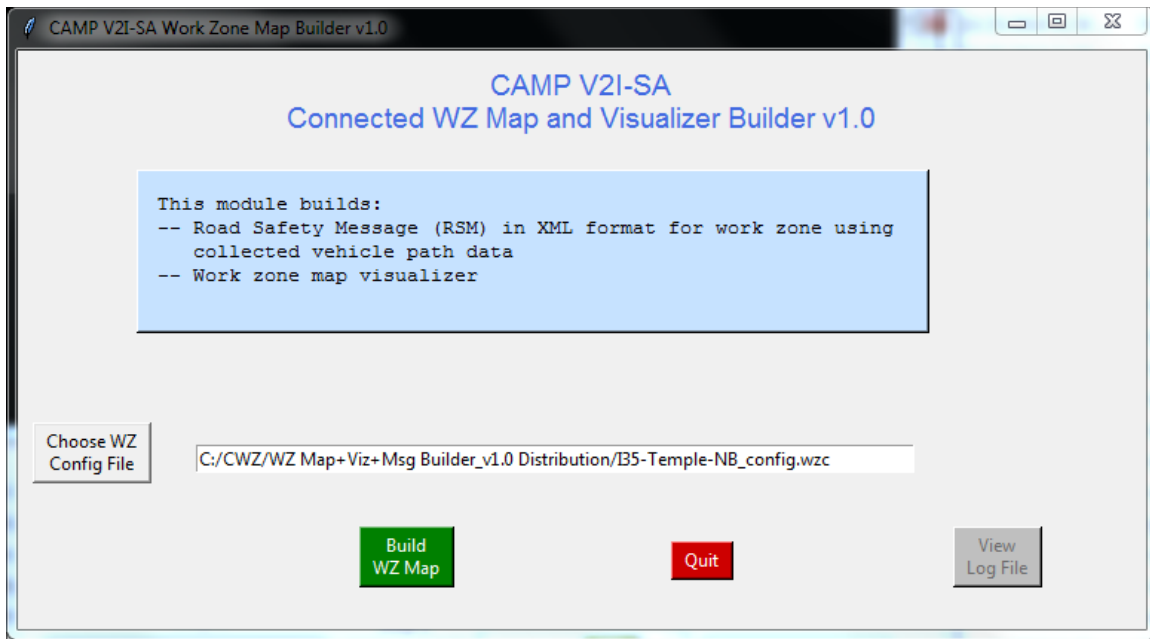 CAMP V2I-SA Work Zone Map Builder v1.0
CAMP V2I-SA
Connected WZ Map and Visualizer Builder v1.0
This module builds:
-- Road Safety Message (RSM) in XML format for work zone using
collected vehicle path data
-- Work zone map visualizer
Choose WZ
Config File
C:/CWZ/WZ Map+Viz+Msg Builder_v1.0 Distribution/I35-Temple-NB_config.wzc
Build
WZ Map
Quit
View
Log File